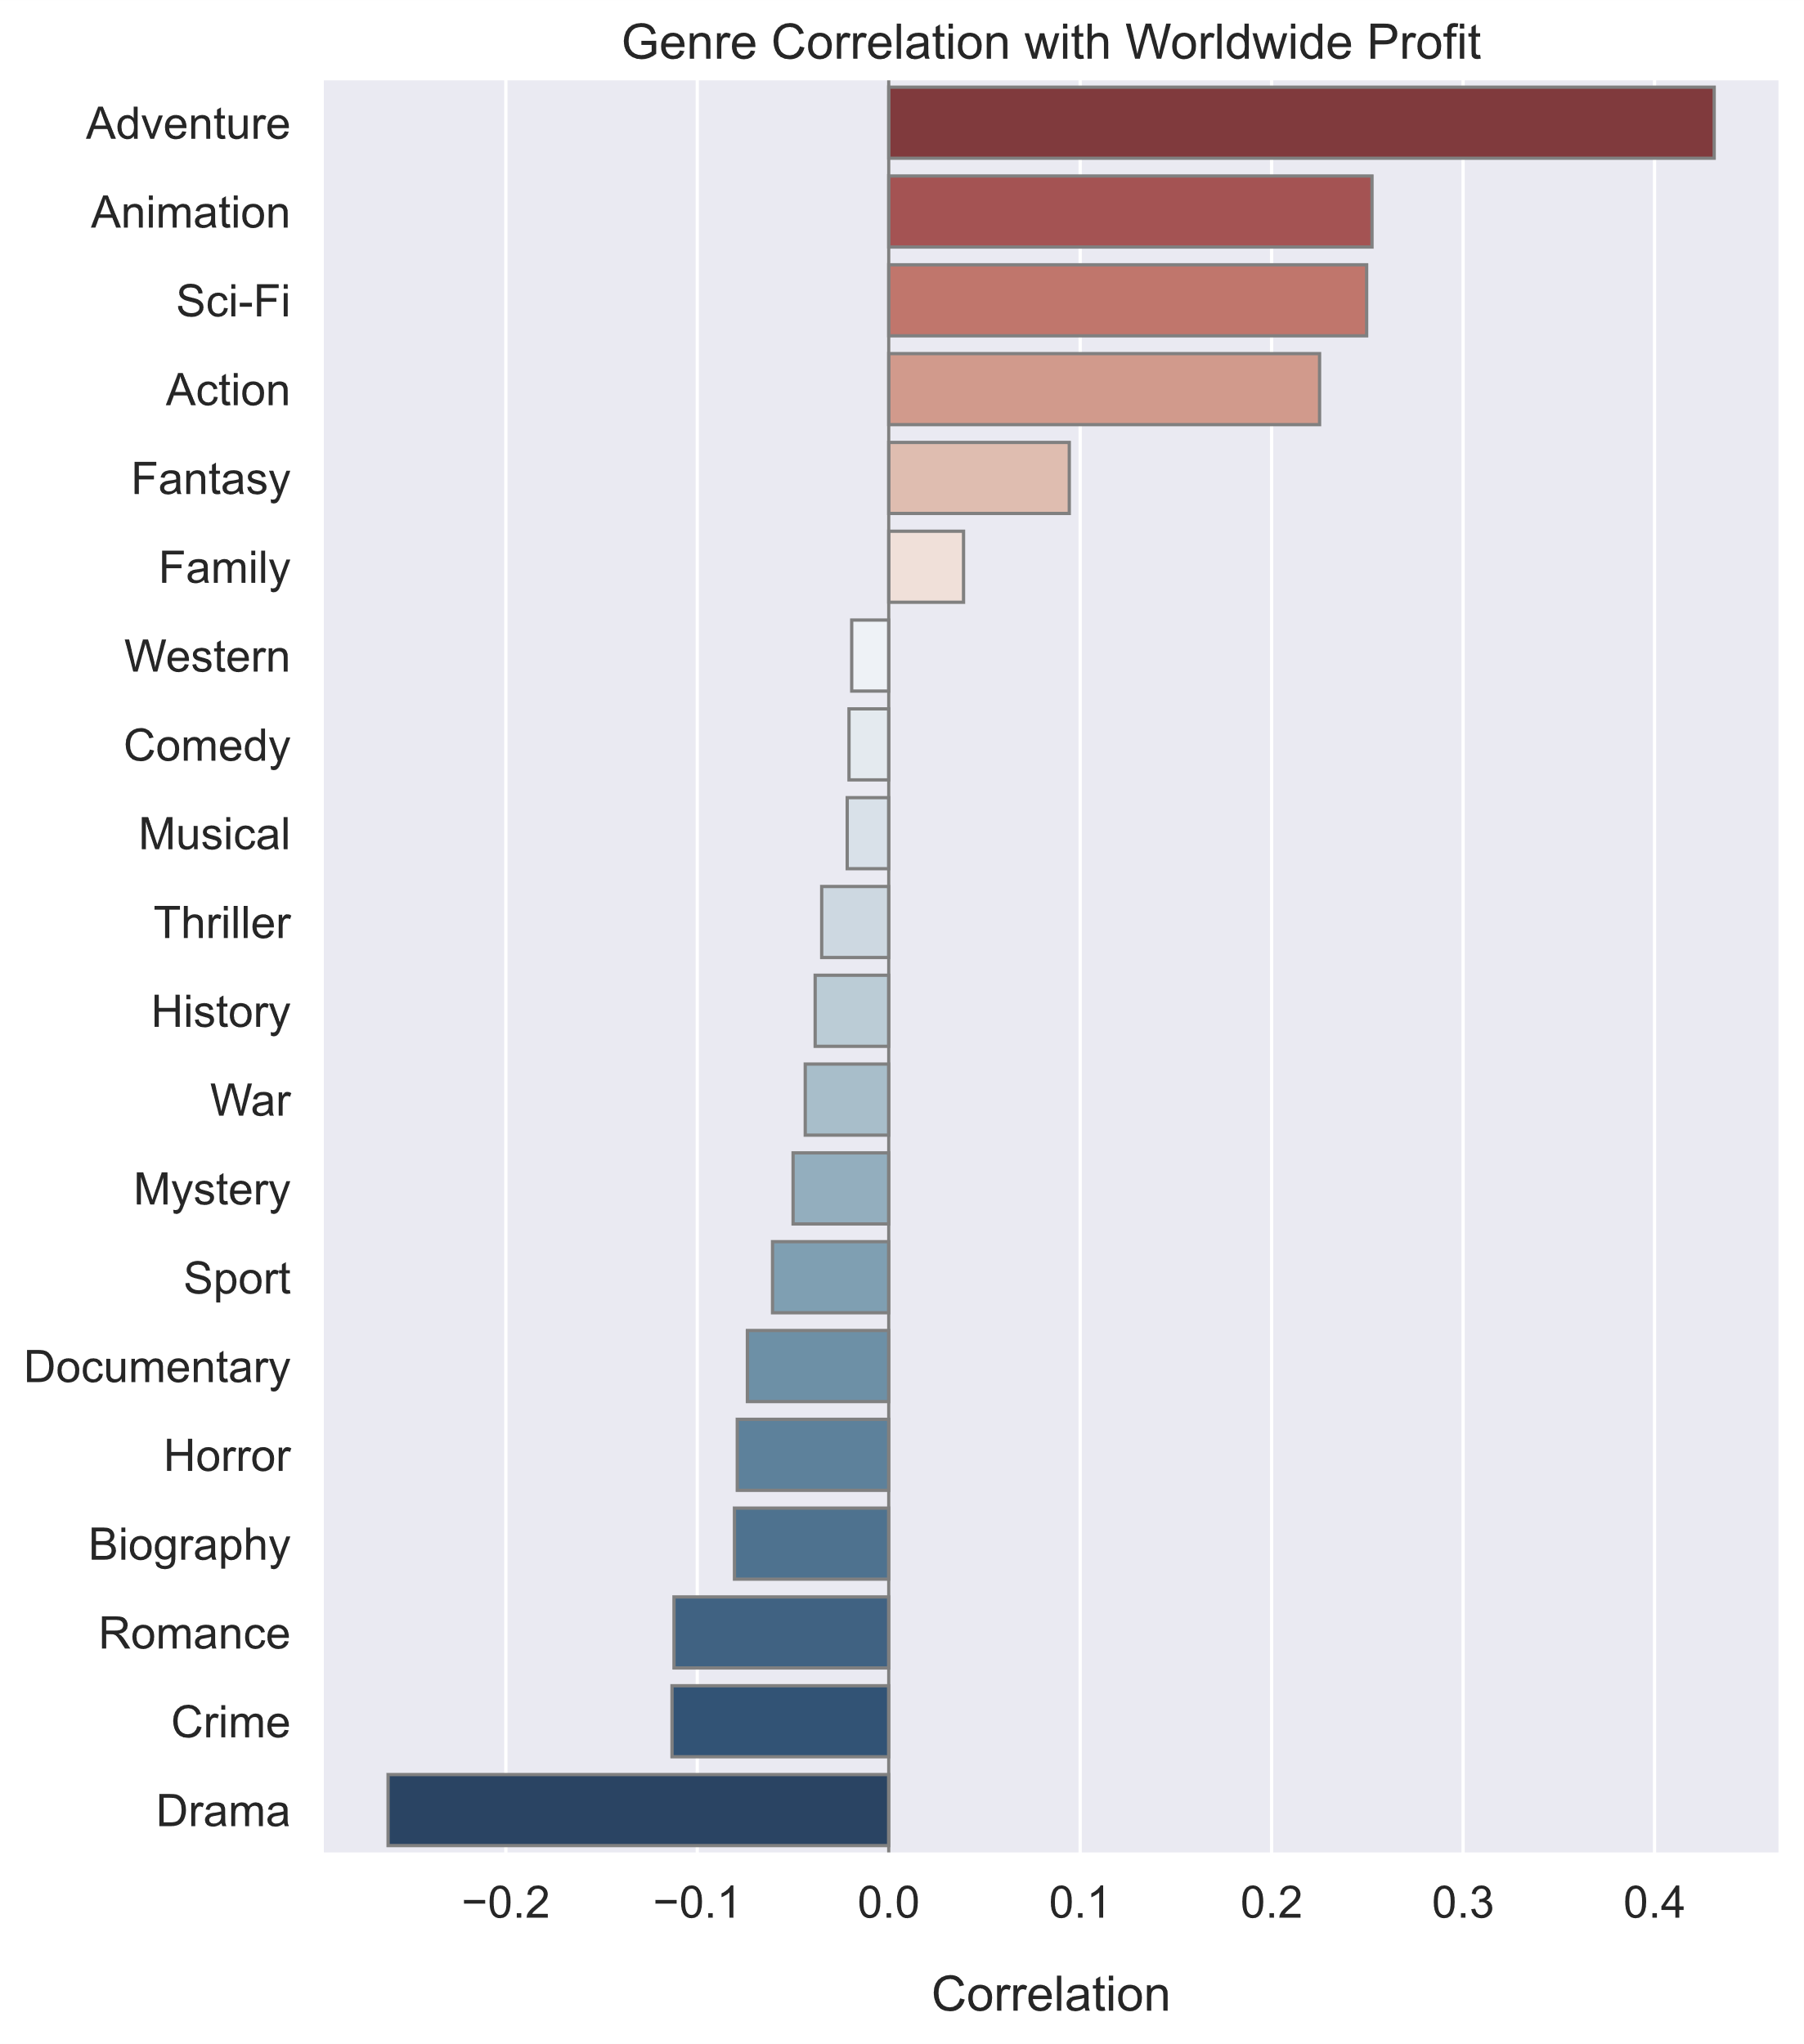 Genre Correlation with Worldwide Profit
Adventure
Animation
Sci-Fi
Action
Fantasy
Family
Western
Comedy
Musical
Thriller
History
War
Mystery
Sport
Documentary
Horror
Biography
Romance
Crime
Drama
−0.2 −0.1 0.0 0.1 0.2 0.3 0.4
Correlation